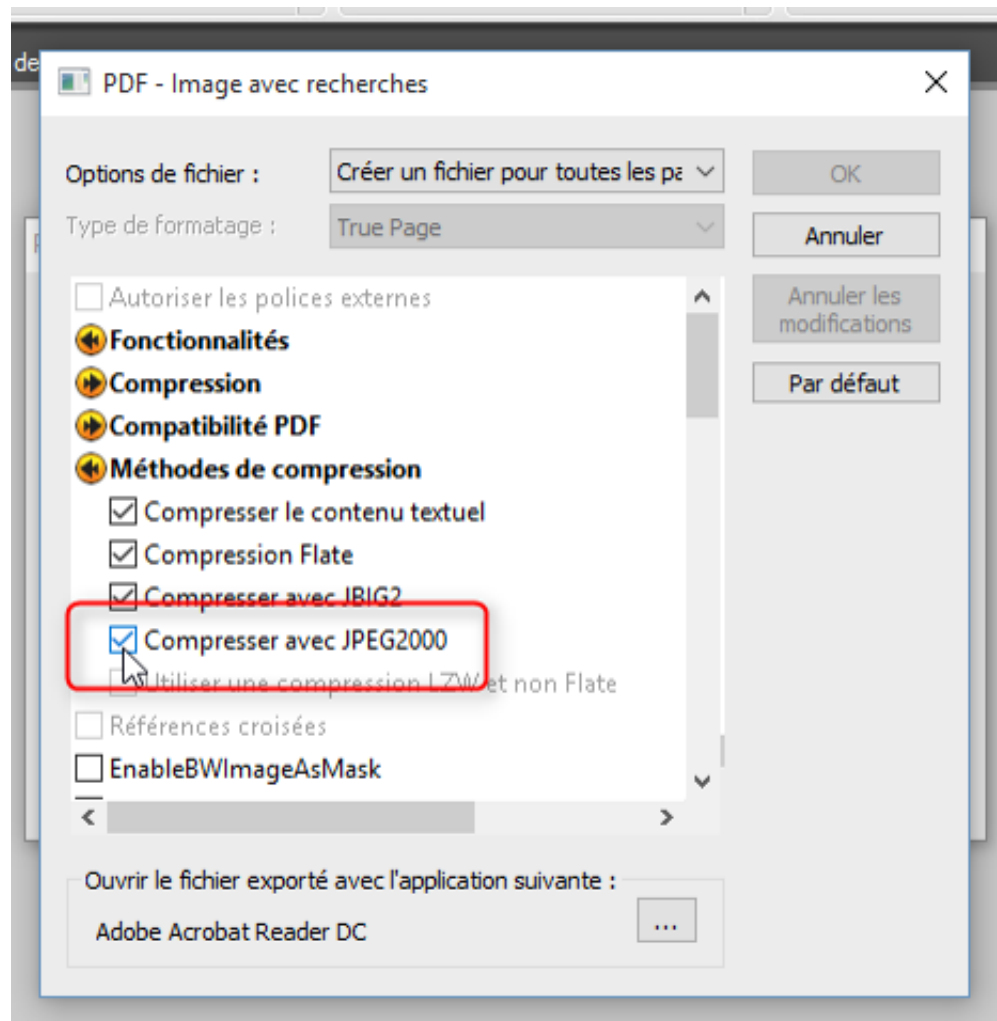 de
PDF - Image avec recherches
Options de fichier :
Créer un fichier pour toutes les pa
OK
Type de formatage :
True Page
Annuler
Autoriser les polices externes
Annuler les
modifications
Fonctionnalités
Compression
Par défaut
Compatibilité PDF
Méthodes de compression
Compresser le contenu textuel
Compression Flate
Compresser avec JBIG2
Compresser avec JPEG2000
Utiliser une compression LZW et non Flate
Références croisées
EnableBWImageAsMask
Ouvrir le fichier exporté avec l'application suivante :
Adobe Acrobat Reader DC
...